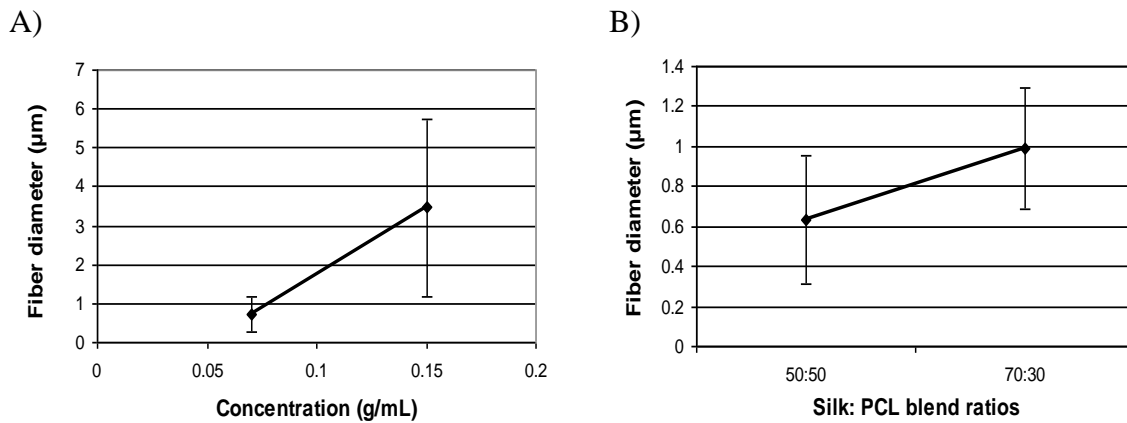 A)
Fiber diameter (µm)
7
6
5
4
3
2
1
0
0 0.05 0.1 0.15 0.2
Concentration (g/mL)
B)
Fiber diameter (µm)
1.4
1.2
1
0.8
0.6
0.4
0.2
0
50:50 70:30
Silk: PCL blend ratios